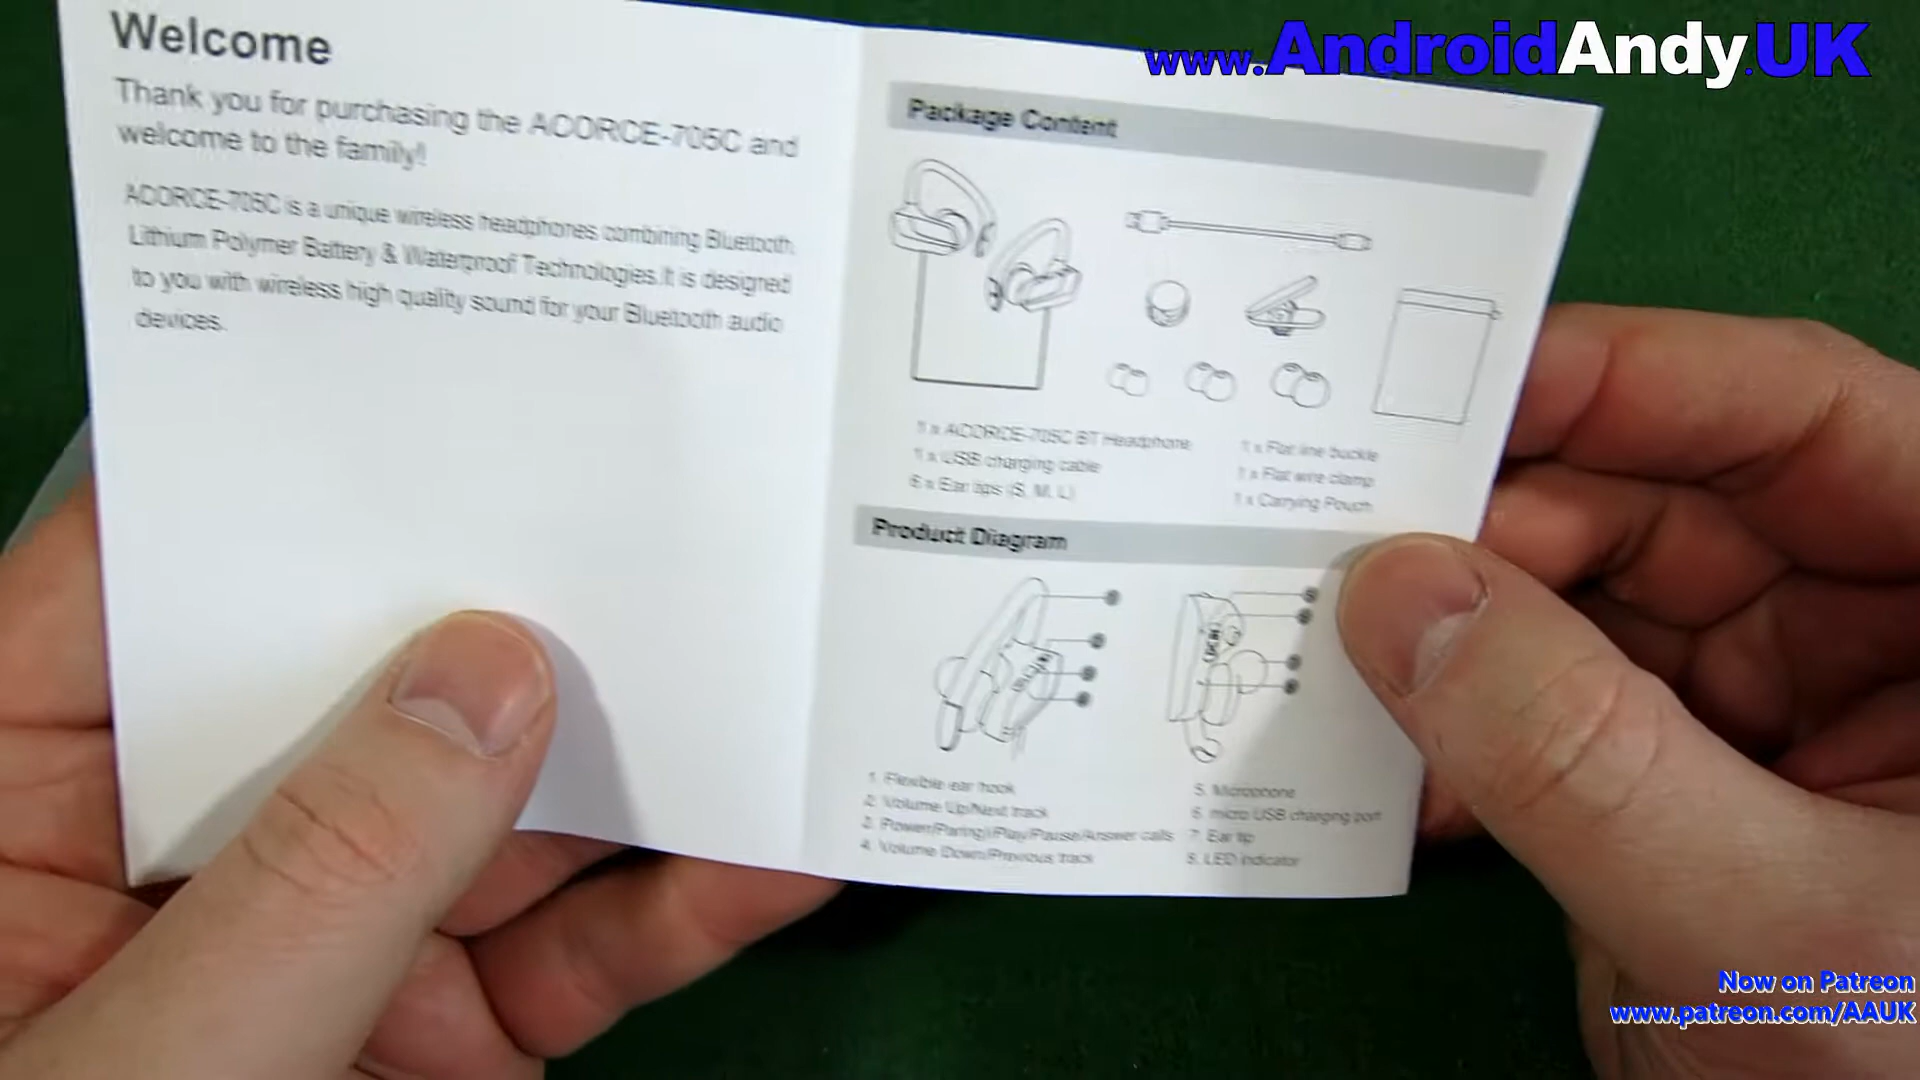 www.AndroidAndy.UK
Welcome
Thank you for purchasing the ACORCE-705C and
welcome to the family!
ACORCE-705C is a unique wireless headphones combining Bluetooth,
Lithium Polymer Battery & Waterproof Technologies.It is designed
to you with wireless high quality sound for your Bluetooth audio
devices.
Package Content
1 x ACORCE-705C BT Headphone
1 x USB charging cable
6 x Ear tips (S, M, L)
1 x Flat line buckle
1 x Flat wire clamp
1 x Carrying Pouch
Product Diagram
1. Flexible ear hook
2. Volume Up/Next track
3. Power/Paring/Play/Pause/Answer calls
4. Volume Down/Previous track
5. Microphone
6. micro USB charging port
7. Ear tip
8. LED indicator
Now on Patreon
www.patreon.com/AAUK